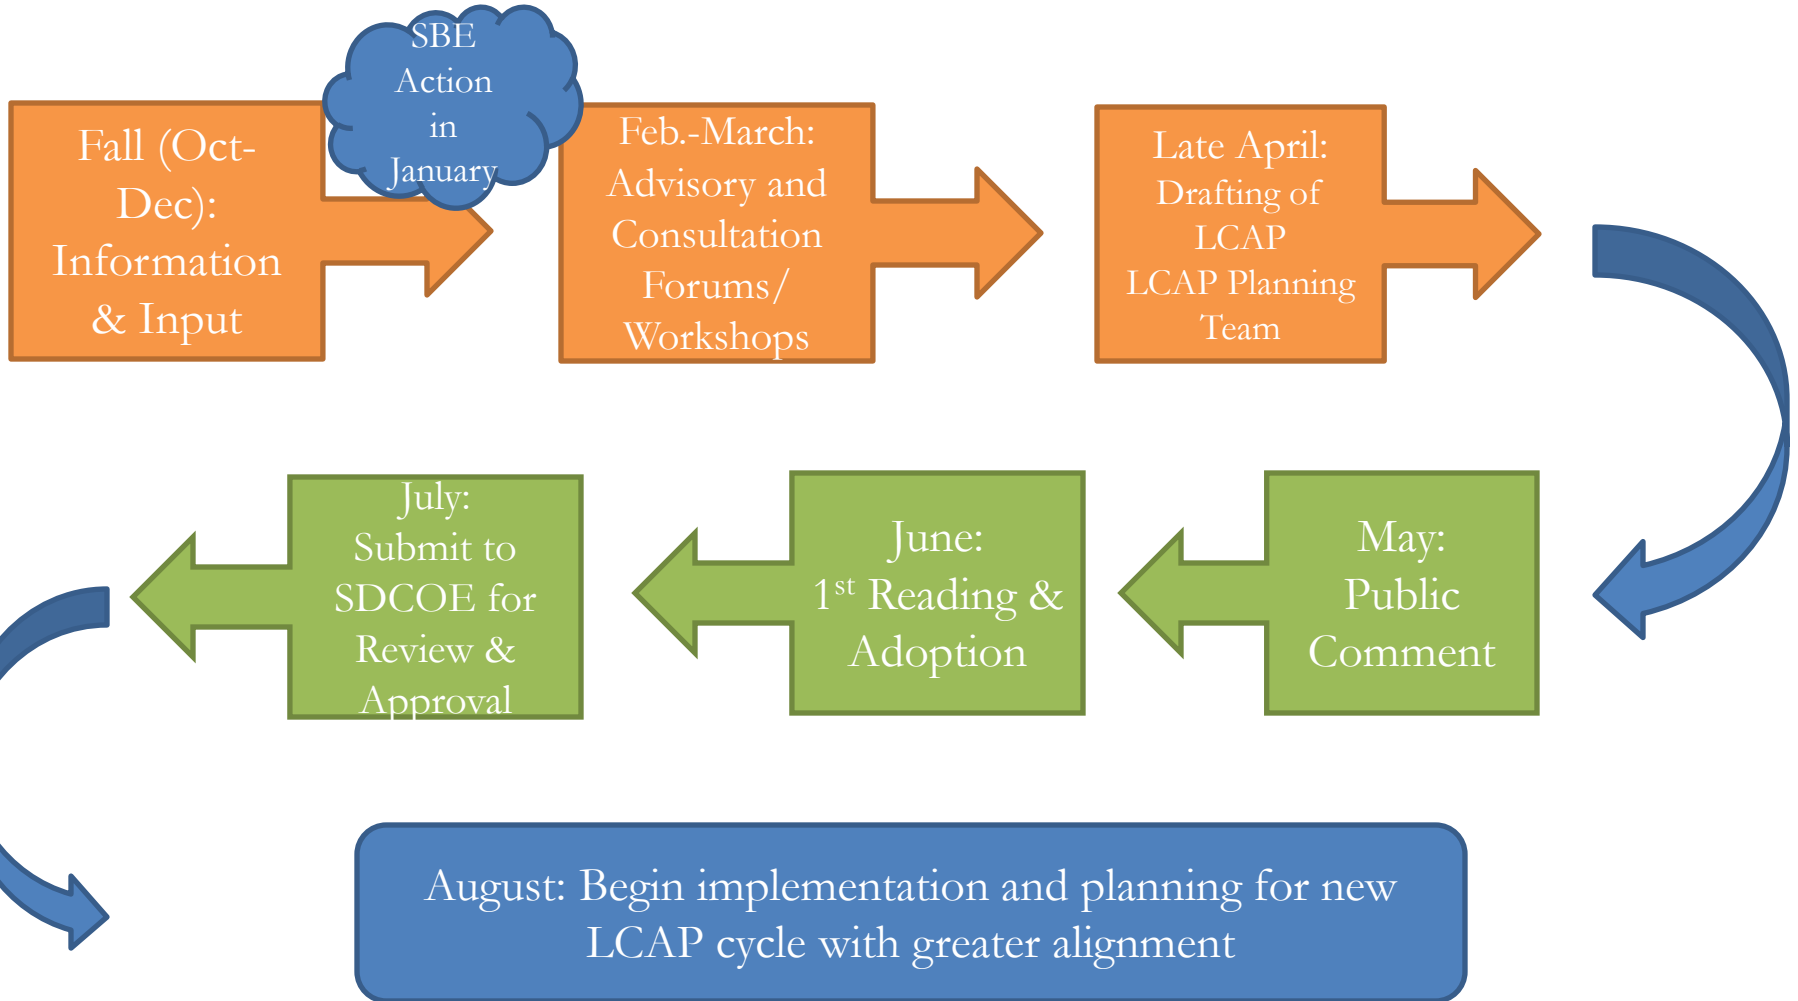 SBE
Action
in
January
Fall (Oct-
Dec):
Information
& Input
Feb.-March:
Advisory and
Consultation
Forums/
Workshops
Late April:
Drafting of
LCAP
LCAP Planning
Team
May:
Public
Comment
June:
1st Reading &
Adoption
July:
Submit to
SDCOE for
Review &
Approval
August: Begin implementation and planning for new
LCAP cycle with greater alignment